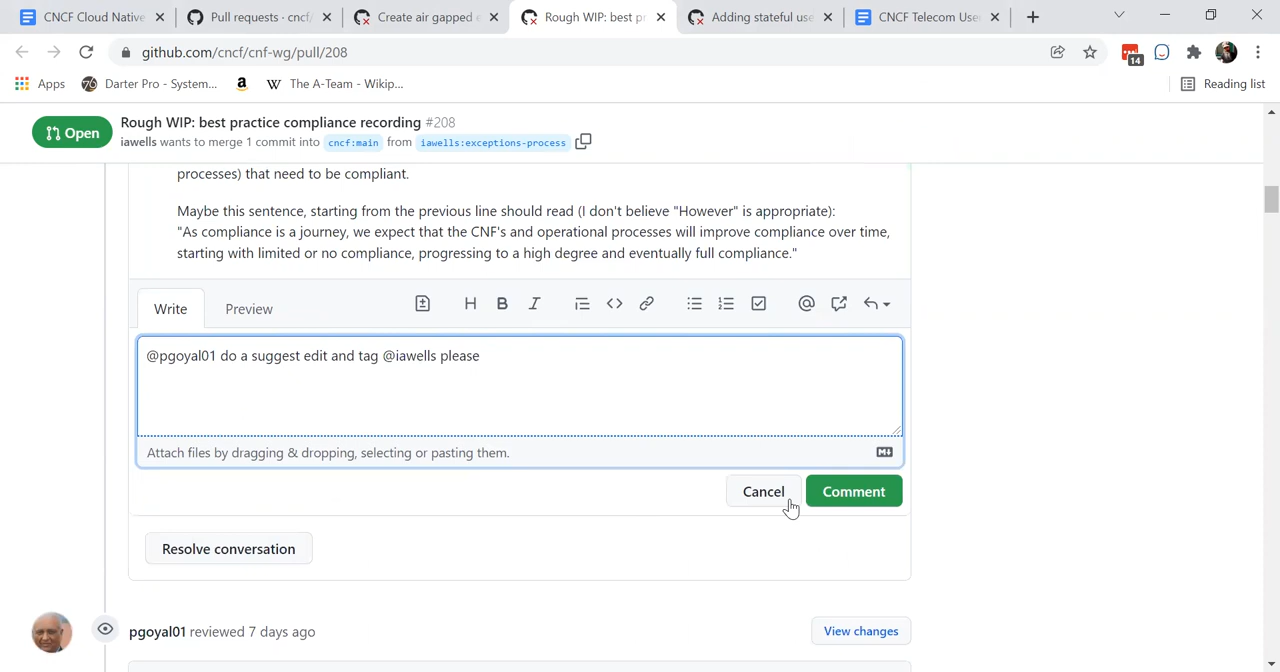 CNCF Cloud Native
Pull requests - cncf/
Create air gapped e
Rough WIP: best pr
Adding stateful use
CNCF Telecom User
github.com/cncf/cnf-wg/pull/208
14
Apps
Darter Pro - System...
The A-Team - Wikip...
Reading list
Open
Rough WIP: best practice compliance recording #208
iawells wants to merge 1 commit into cncf:main from iawells:exceptions-process
processes) that need to be compliant.
Maybe this sentence, starting from the previous line should read (I don't believe "However" is appropriate):
"As compliance is a journey, we expect that the CNF's and operational processes will improve compliance over time,
starting with limited or no compliance, progressing to a high degree and eventually full compliance."
Write
Preview
@pgoyal01 do a suggest edit and tag @iawells please
Attach files by dragging & dropping, selecting or pasting them.
Cancel
Comment
Resolve conversation
pgoyal01 reviewed 7 days ago
View changes